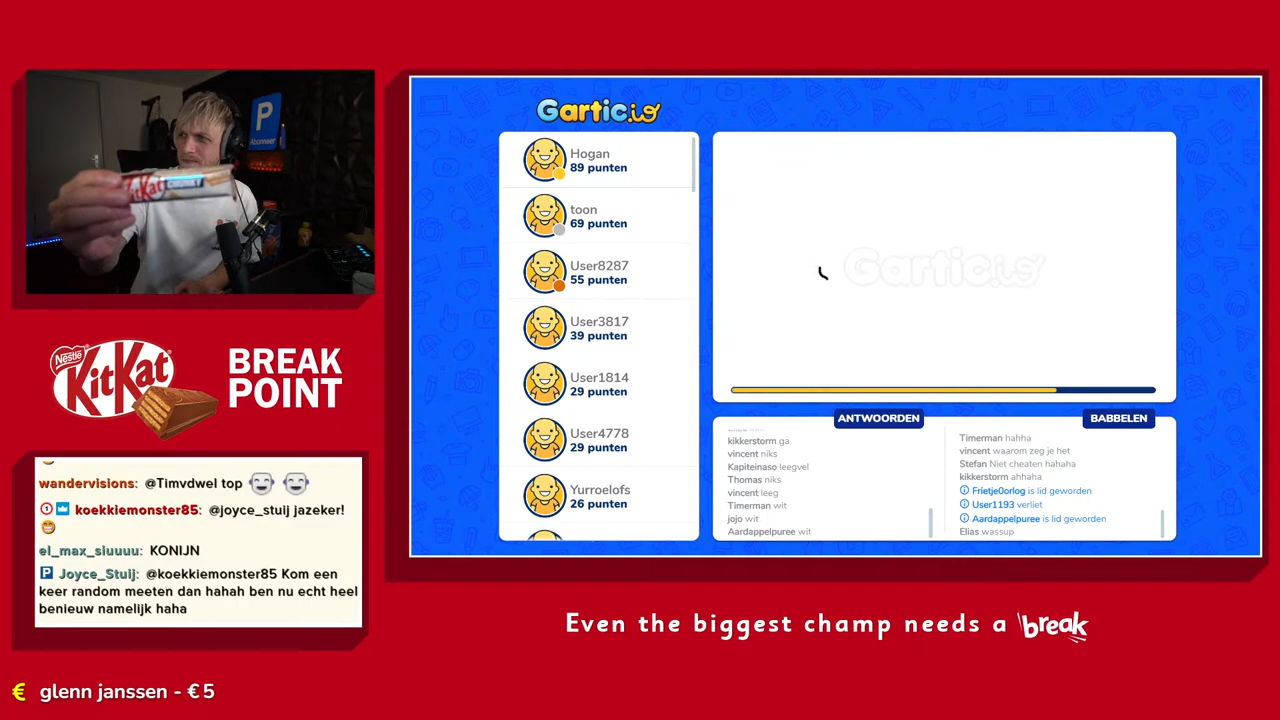 P
Abonneer
KitKat CHUNKY
Nestlé
KitKat
BREAK
POINT
wandervisions: @Timvdwel top
koekkiemonster85: @joyce_stuij jazeker!
el_max_siuuuu: KONIJN
P Joyce_Stuij: @koekkiemonster85 Kom een
keer random meeten dan hahah ben nu echt heel
benieuw namelijk haha
€ glenn janssen - €5
Gartic.io
Hogan
89 punten
toon
69 punten
User8287
55 punten
User3817
39 punten
User1814
29 punten
User4778
29 punten
Yurroelofs
26 punten
Gartic.io
ANTWOORDEN
kikkerstorm ga
vincent niks
Kapiteinaso leegvel
Thomas niks
vincent leeg
Timerman wit
jojo wit
Aardappelpuree wit
BABBELEN
Timerman hahha
vincent waarom zeg je het
Stefan Niet cheaten hahaha
kikkerstorm ahhaha
Frietje0orlog is lid geworden
User1193 verliet
Aardappelpuree is lid geworden
Elias wassup
Even the biggest champ needs a break